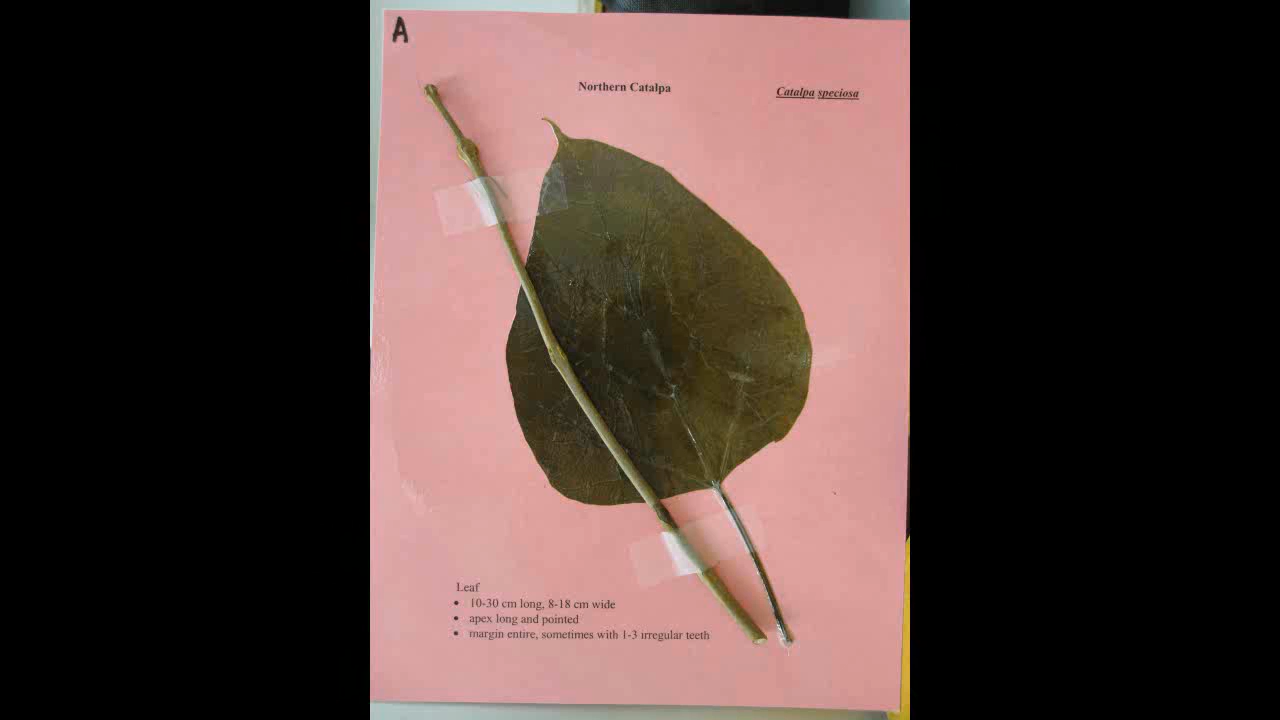 A
Northern Catalpa
Catalpa speciosa
Leaf
• 10-30 cm long, 8-18 cm wide
• apex long and pointed
• margin entire, sometimes with 1-3 irregular teeth